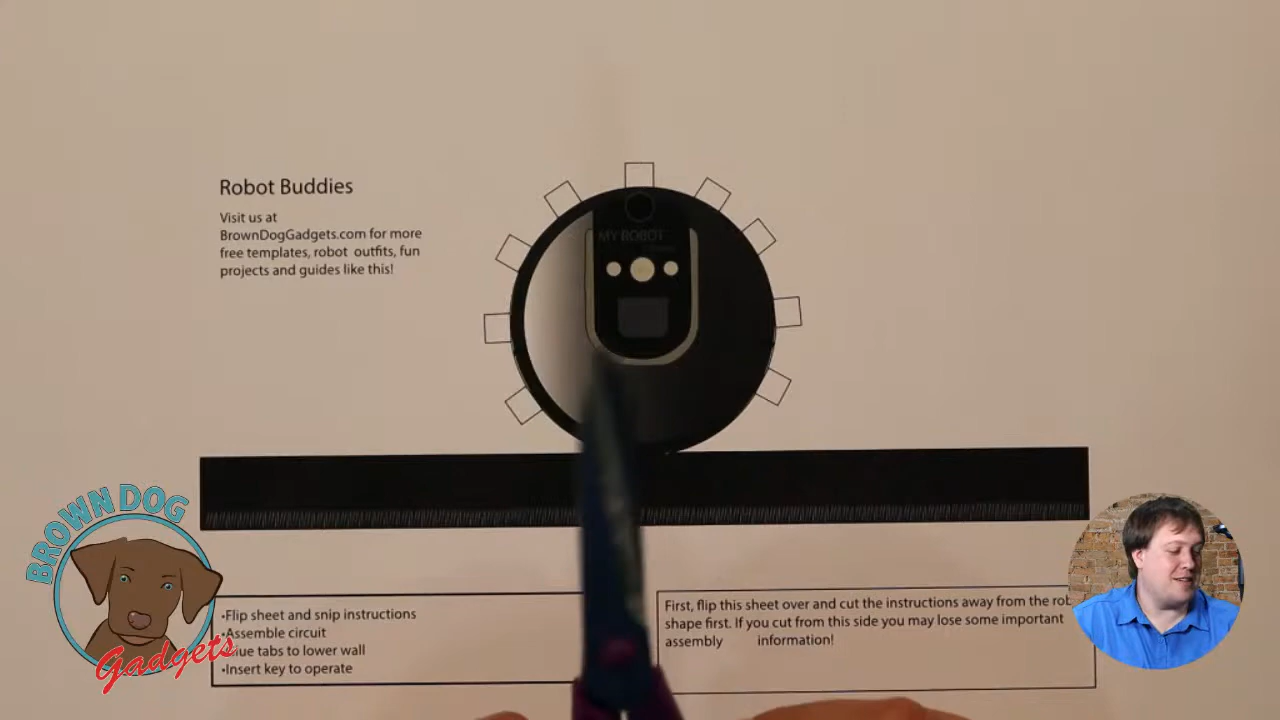 Robot Buddies
Visit us at
BrownDogGadgets.com for more
free templates, robot outfits, fun
projects and guides like this!
MY ROBOT
•Flip sheet and snip instructions
•Assemble circuit
lue tabs to lower wall
•Insert key to operate
First, flip this sheet over and cut the instructions away from the rob
shape first. If you cut from this side you may lose some important
assembly information!
BROWN DOG
Gadgets